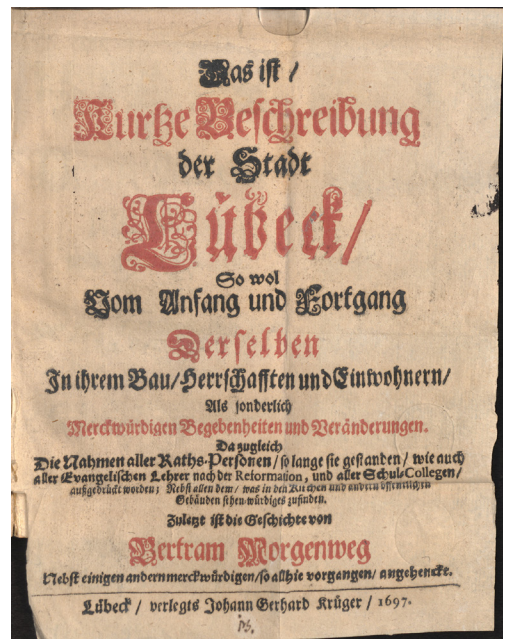 Das ist /
Kurtze Beschreibung
der Stadt
Lübeck /
So wol
Vom Anfang und Fortgang
Derselben
In ihrem Bau / Herrschafften und Einwohnern /
Als sonderlich
Merckwürdigen Begebenheiten und Veränderungen.
Da zugleich
Die Nahmen aller Raths-Personen / so lange sie gestanden / wie auch
aller Evangelischen Lehrer nach der Reformation, und aller Schul-Collegen /
außgedrückt worden; Nebst allen dem / was in den Kirchen und andern öffentlichen
Gebäuden sehen-würdiges zufinden.
Zuletzt ist die Geschichte von
Bertram Morgenweg
Nebst einigen andern merckwürdigen / so allhie vorgangen / angehencket.
Lübeck / verlegts Johann Gerhard Krüger / 1697.